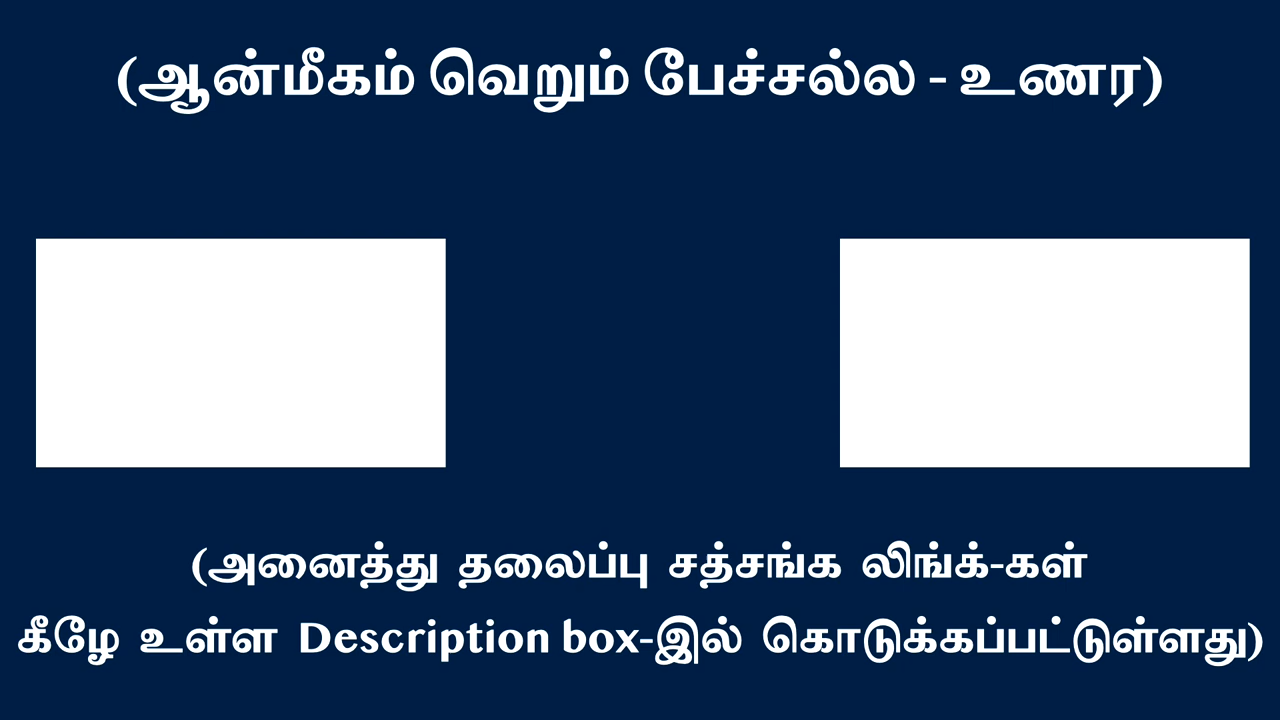 (ஆன்மீகம் வெறும் பேச்சல்ல - உணர)
(அனைத்து தலைப்பு சத்சங்க லிங்க்-கள்
கீழே உள்ள Description box-இல் கொடுக்கப்பட்டுள்ளது)